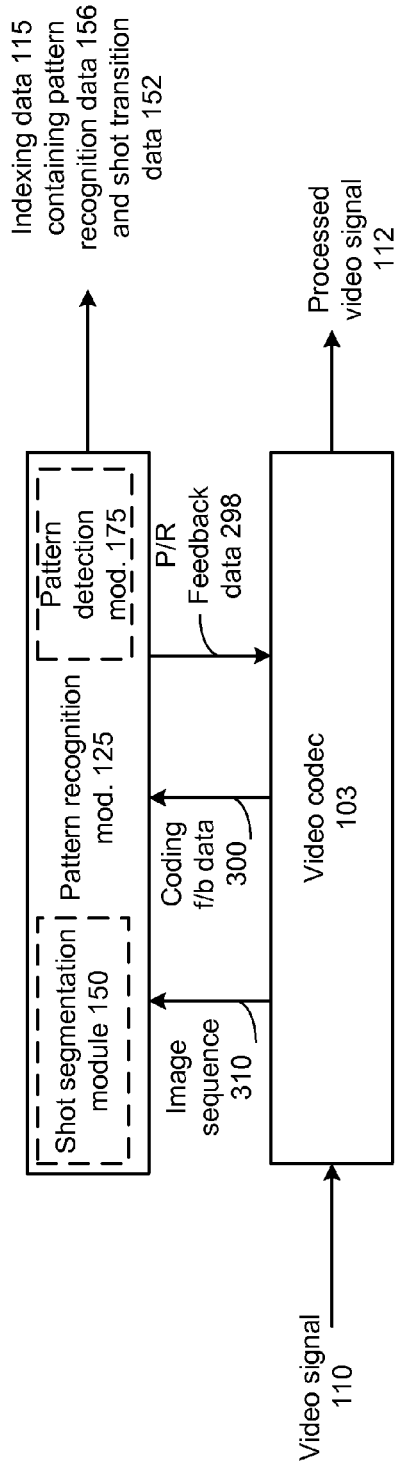 Indexing data 115
containing pattern
recognition data 156
and shot transition
data 152
Shot segmentation
module 150
Pattern recognition
mod. 125
Pattern
detection
mod. 175
Image
sequence
310
Coding
f/b data
300
P/R
Feedback
data 298
Video signal
110
Video codec
103
Processed
video signal
112